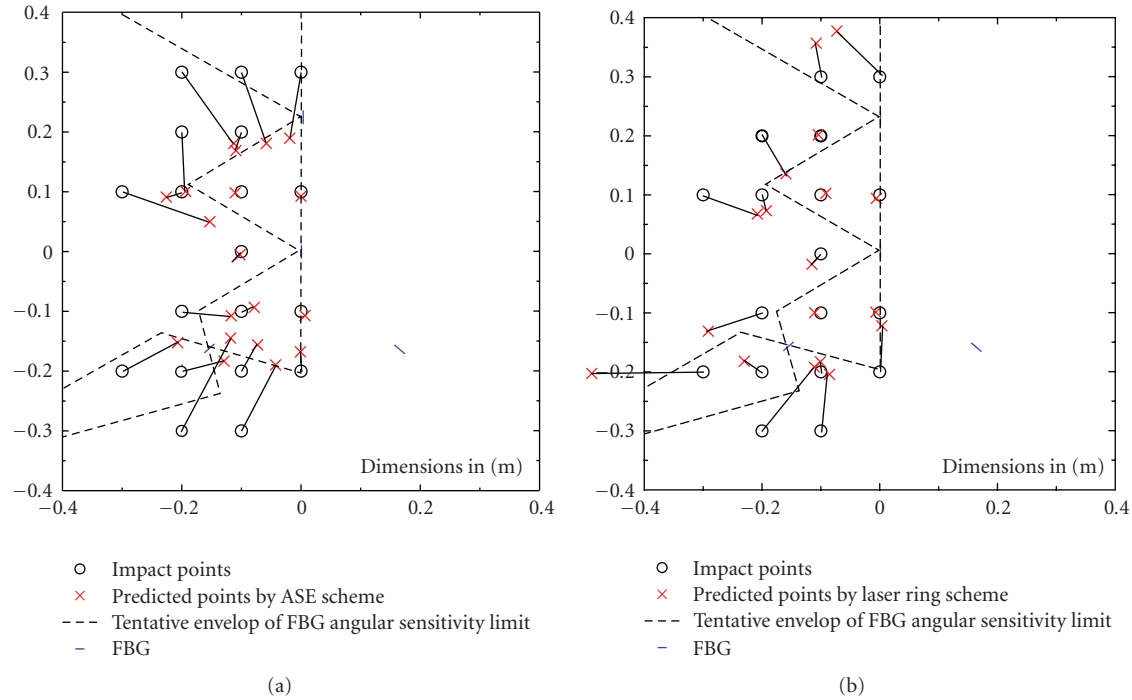 0.4
0.3
0.2
0.1
0
−0.1
−0.2
−0.3
−0.4
−0.4 −0.2 0 0.2 0.4
Dimensions in (m)
Impact points
Predicted points by ASE scheme
Tentative envelop of FBG angular sensitivity limit
FBG
(a)
0.4
0.3
0.2
0.1
0
−0.1
−0.2
−0.3
−0.4
−0.4 −0.2 0 0.2 0.4
Dimensions in (m)
Impact points
Predicted points by laser ring scheme
Tentative envelop of FBG angular sensitivity limit
FBG
(b)